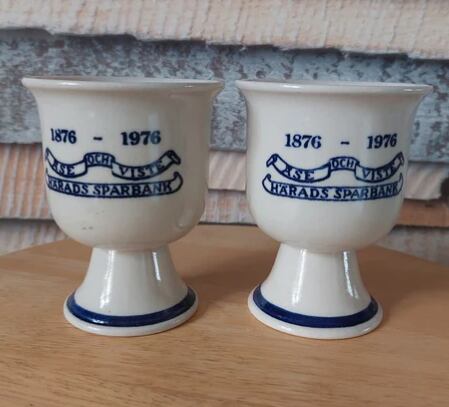 1876 - 1976
ÅSE OCH VISTE
HÄRADS SPARBANK
1876 - 1976
ÅSE OCH VISTE
HÄRADS SPARBANK